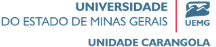 UNIVERSIDADE
DO ESTADO DE MINAS GERAIS
UEMG
UNIDADE CARANGOLA